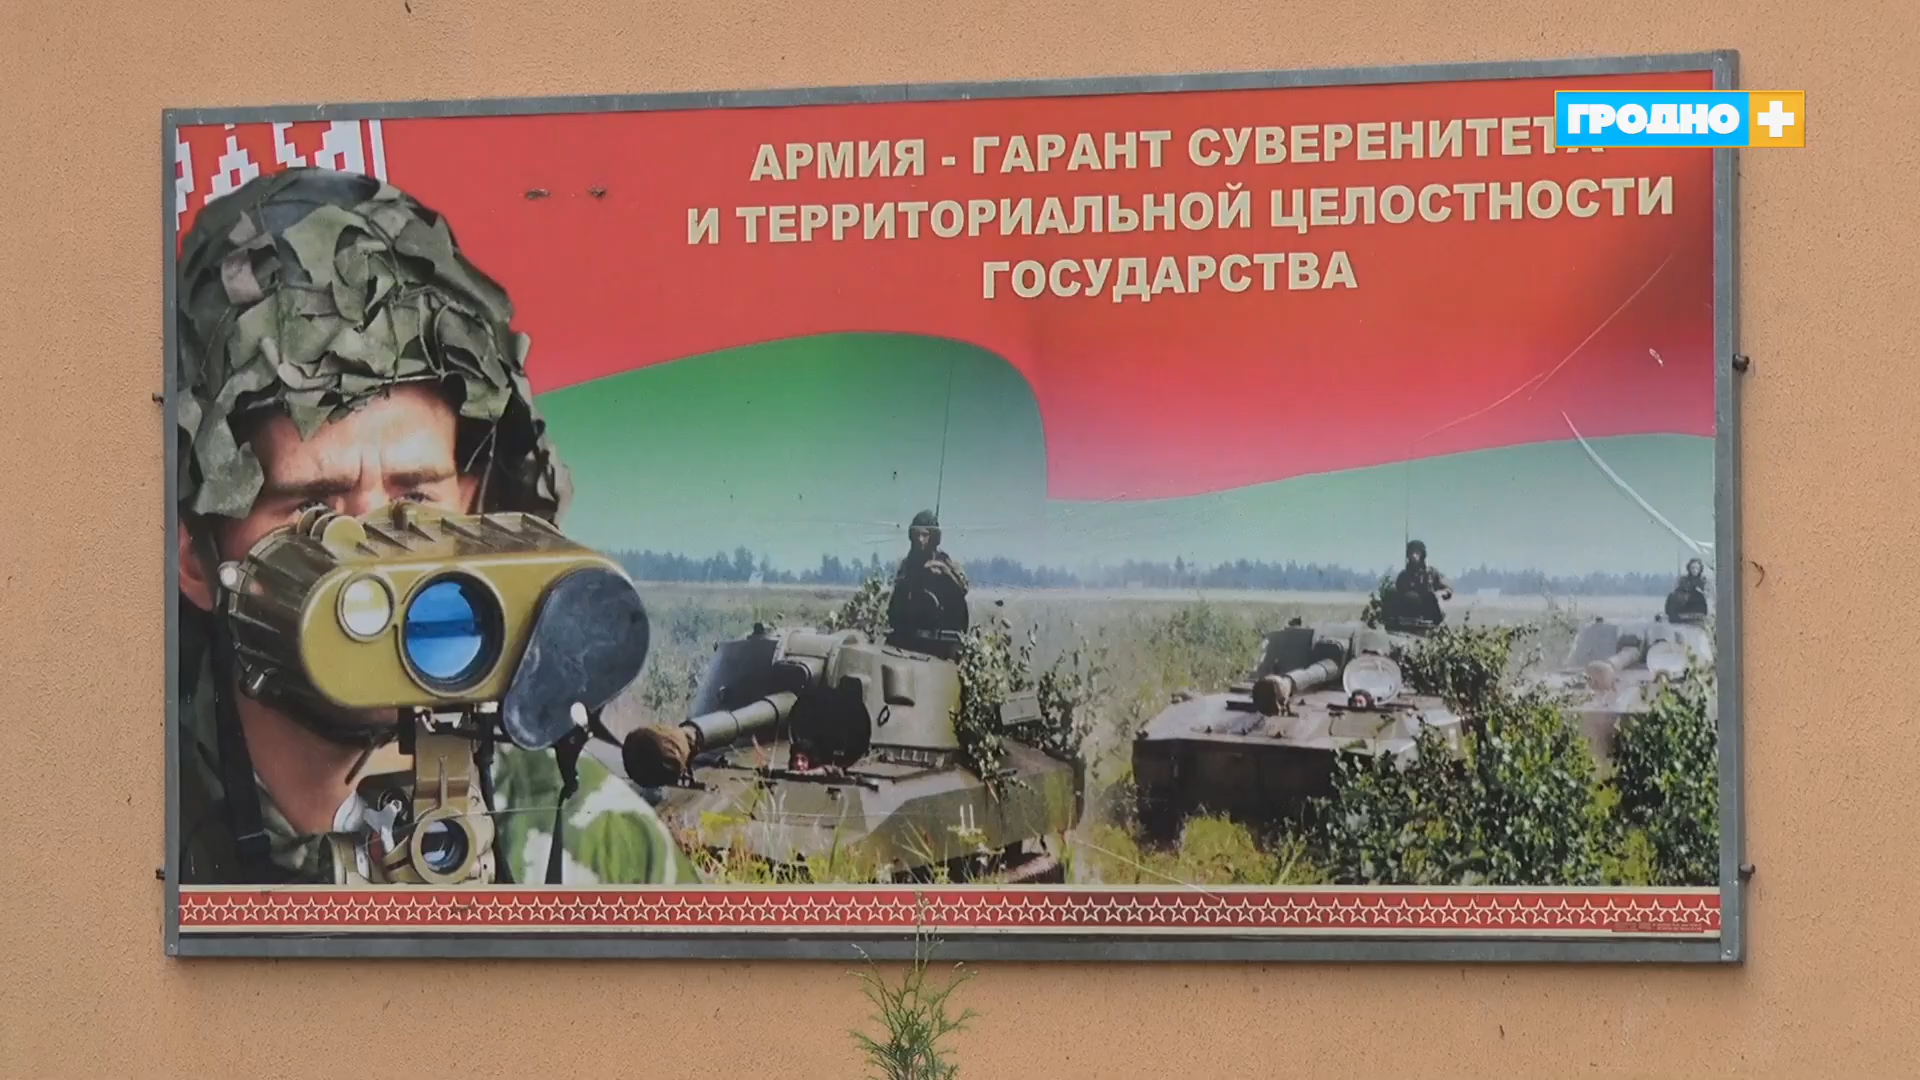 ГРОДНО +
АРМИЯ - ГАРАНТ СУВЕРЕНИТЕТА
И ТЕРРИТОРИАЛЬНОЙ ЦЕЛОСТНОСТИ
ГОСУДАРСТВА